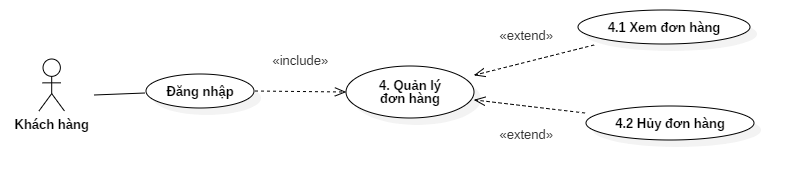 Khách hàng
Đăng nhập
«include»
4. Quản lý
đơn hàng
«extend»
4.1 Xem đơn hàng
«extend»
4.2 Hủy đơn hàng